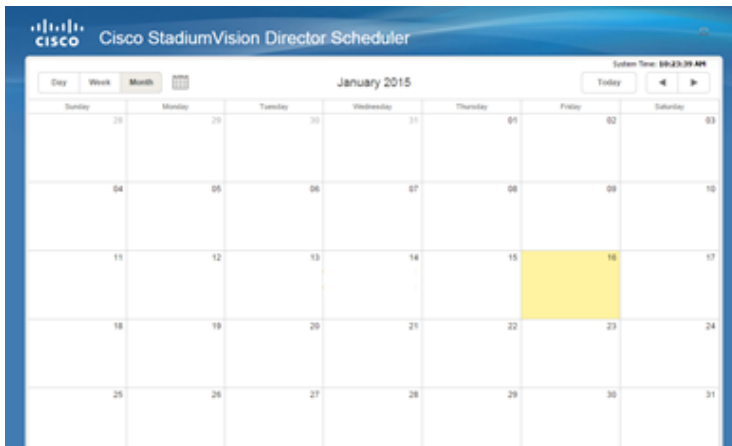 CISCO Cisco StadiumVision Director Scheduler
System Time: 10:23:39 AM
Day Week Month January 2015 Today
Sunday Monday Tuesday Wednesday Thursday Friday Saturday
28 29 30 31 01 02 03
04 05 06 07 08 09 10
11 12 13 14 15 16 17
18 19 20 21 22 23 24
25 26 27 28 29 30 31